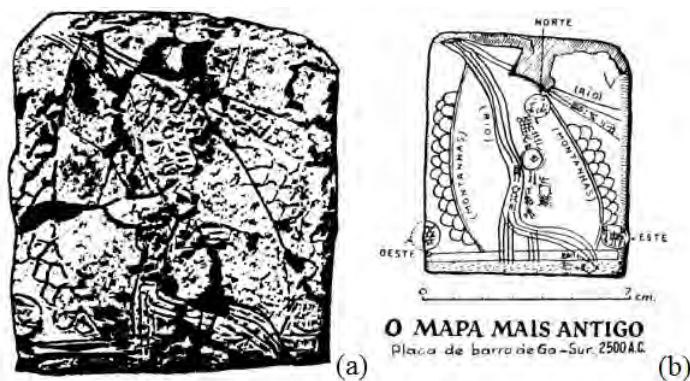 NORTE
(RIO)
(RIO)
(MONTANHAS)
(MONTANHAS)
OESTE
ESTE
0 7 cm.
O MAPA MAIS ANTIGO
Placa de barro de Ga-Sur. 2500 A.C.
(a)
(b)